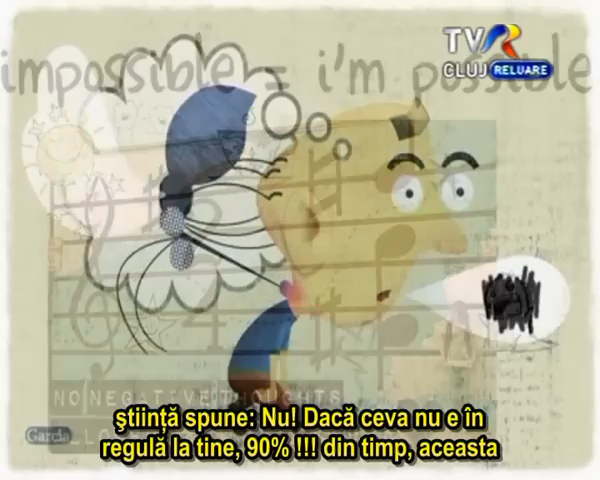 TVR
CLUJ RELUARE
impossible = i'm possible
NO NEGATIVE THOUGHTS
Garda
ştiinţă spune: Nu! Dacă ceva nu e în
regulă la tine, 90% !!! din timp, aceasta